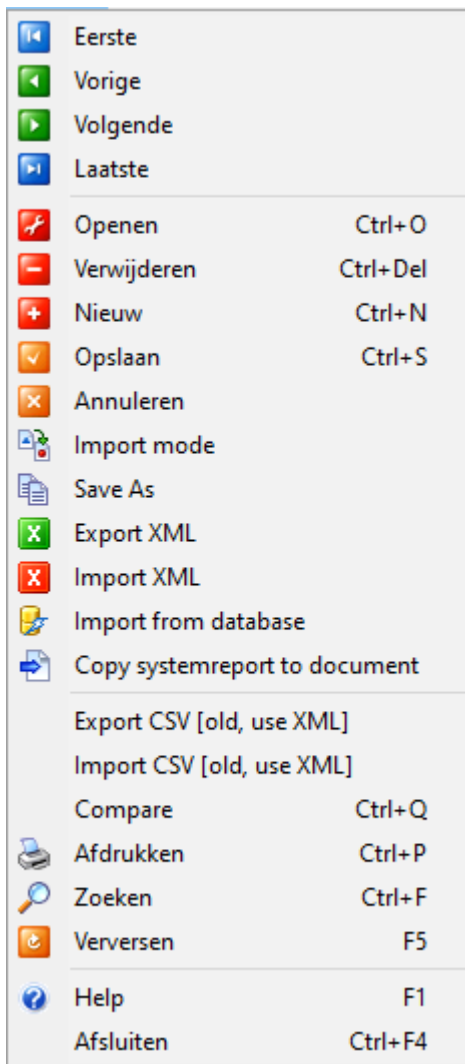 Eerste
Vorige
Volgende
Laatste
Openen Ctrl+O
Verwijderen Ctrl+Del
Nieuw Ctrl+N
Opslaan Ctrl+S
Annuleren
Import mode
Save As
Export XML
Import XML
Import from database
Copy systemreport to document
Export CSV [old, use XML]
Import CSV [old, use XML]
Compare Ctrl+Q
Afdrukken Ctrl+P
Zoeken Ctrl+F
Verversen F5
Help F1
Afsluiten Ctrl+F4